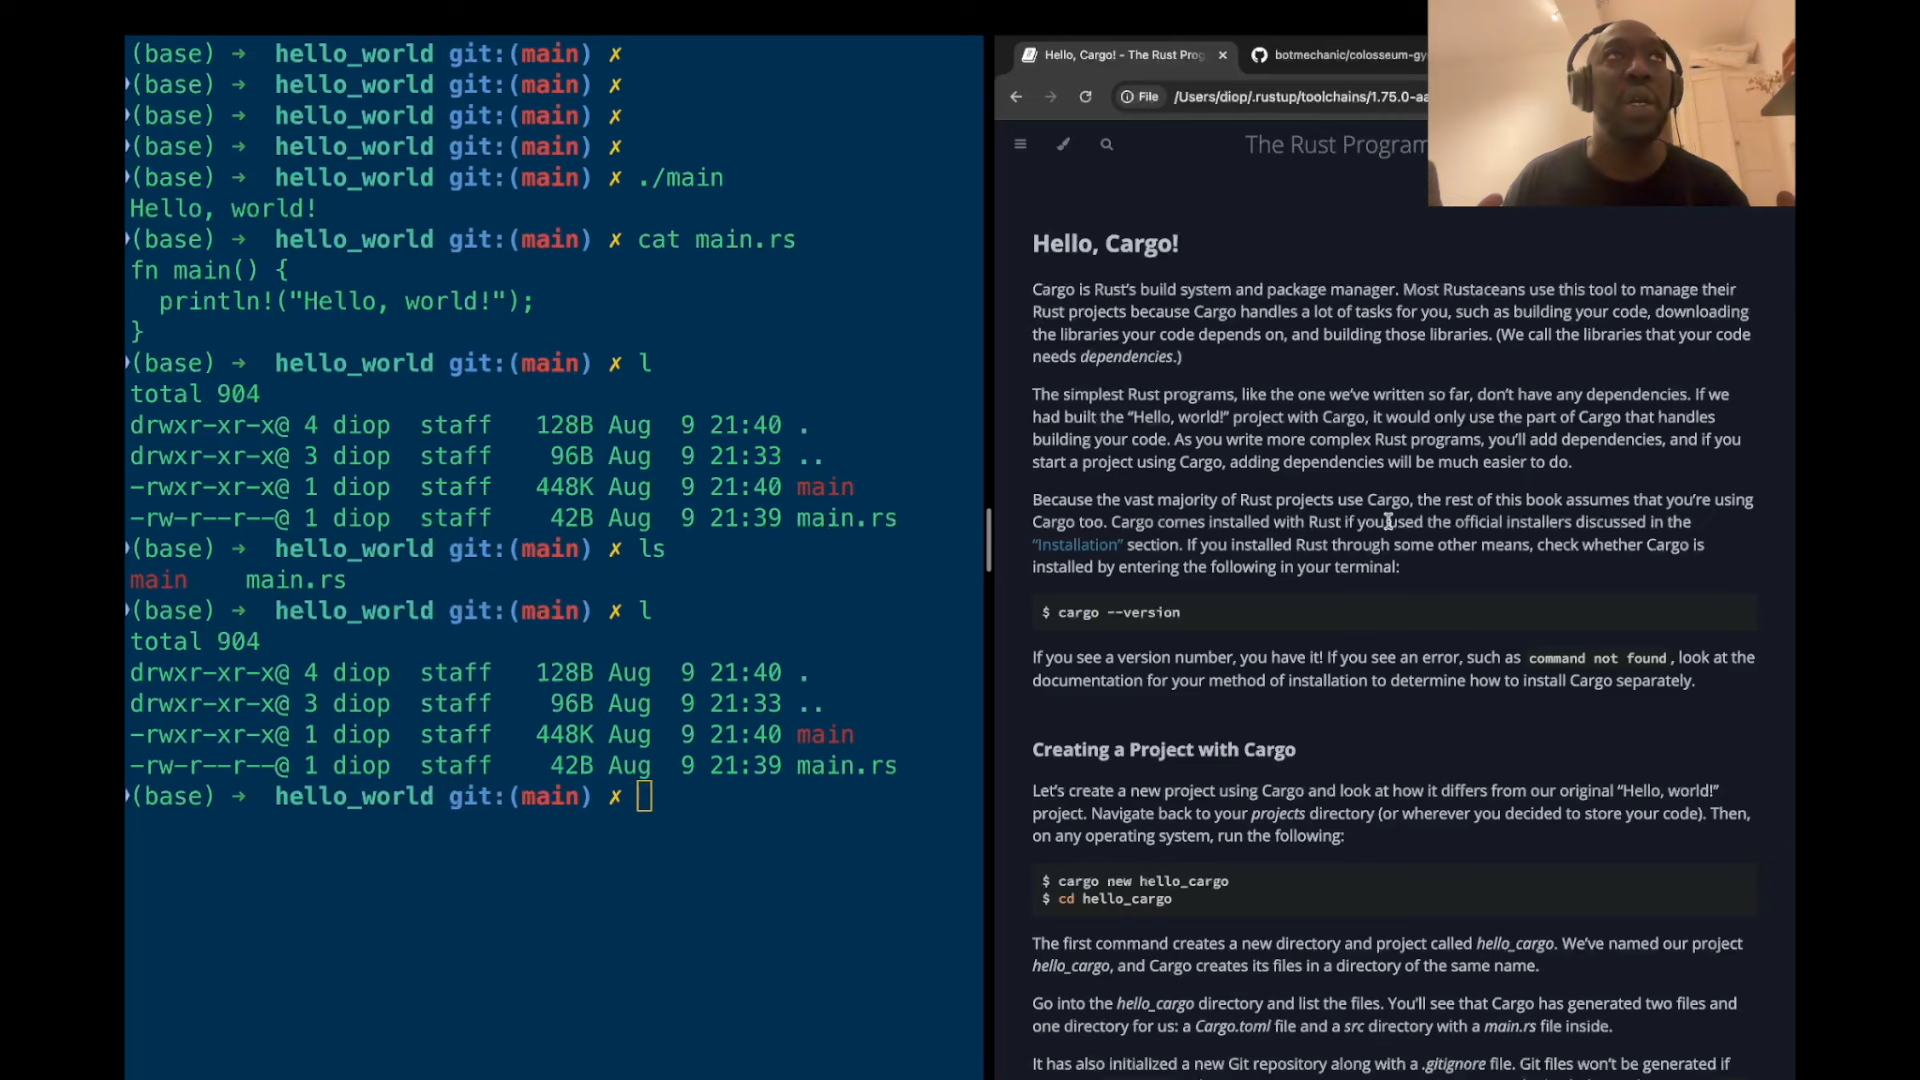 (base) → hello_world git:(main) ✗
(base) → hello_world git:(main) ✗
(base) → hello_world git:(main) ✗
(base) → hello_world git:(main) ✗
(base) → hello_world git:(main) ✗ ./main
Hello, world!
(base) → hello_world git:(main) ✗ cat main.rs
fn main() {
  println!("Hello, world!");
}
(base) → hello_world git:(main) ✗ l
total 904
drwxr-xr-x@ 4 diop staff 128B Aug 9 21:40 .
drwxr-xr-x@ 3 diop staff 96B Aug 9 21:33 ..
-rwxr-xr-x@ 1 diop staff 448K Aug 9 21:40 main
-rw-r--r--@ 1 diop staff 42B Aug 9 21:39 main.rs
(base) → hello_world git:(main) ✗ ls
main main.rs
(base) → hello_world git:(main) ✗ l
total 904
drwxr-xr-x@ 4 diop staff 128B Aug 9 21:40 .
drwxr-xr-x@ 3 diop staff 96B Aug 9 21:33 ..
-rwxr-xr-x@ 1 diop staff 448K Aug 9 21:40 main
-rw-r--r--@ 1 diop staff 42B Aug 9 21:39 main.rs
(base) → hello_world git:(main) ✗
Hello, Cargo! - The Rust Prog
botmechanic/colosseum-gy
File /Users/diop/.rustup/toolchains/1.75.0-aa
The Rust Program
Hello, Cargo!
Cargo is Rust's build system and package manager. Most Rustaceans use this tool to manage their
Rust projects because Cargo handles a lot of tasks for you, such as building your code, downloading
the libraries your code depends on, and building those libraries. (We call the libraries that your code
needs dependencies.)
The simplest Rust programs, like the one we've written so far, don't have any dependencies. If we
had built the “Hello, world!” project with Cargo, it would only use the part of Cargo that handles
building your code. As you write more complex Rust programs, you'll add dependencies, and if you
start a project using Cargo, adding dependencies will be much easier to do.
Because the vast majority of Rust projects use Cargo, the rest of this book assumes that you're using
Cargo too. Cargo comes installed with Rust if you used the official installers discussed in the
“Installation” section. If you installed Rust through some other means, check whether Cargo is
installed by entering the following in your terminal:
$ cargo --version
If you see a version number, you have it! If you see an error, such as command not found, look at the
documentation for your method of installation to determine how to install Cargo separately.
Creating a Project with Cargo
Let's create a new project using Cargo and look at how it differs from our original “Hello, world!”
project. Navigate back to your projects directory (or wherever you decided to store your code). Then,
on any operating system, run the following:
$ cargo new hello_cargo
$ cd hello_cargo
The first command creates a new directory and project called hello_cargo. We've named our project
hello_cargo, and Cargo creates its files in a directory of the same name.
Go into the hello_cargo directory and list the files. You'll see that Cargo has generated two files and
one directory for us: a Cargo.toml file and a src directory with a main.rs file inside.
It has also initialized a new Git repository along with a .gitignore file. Git files won't be generated if